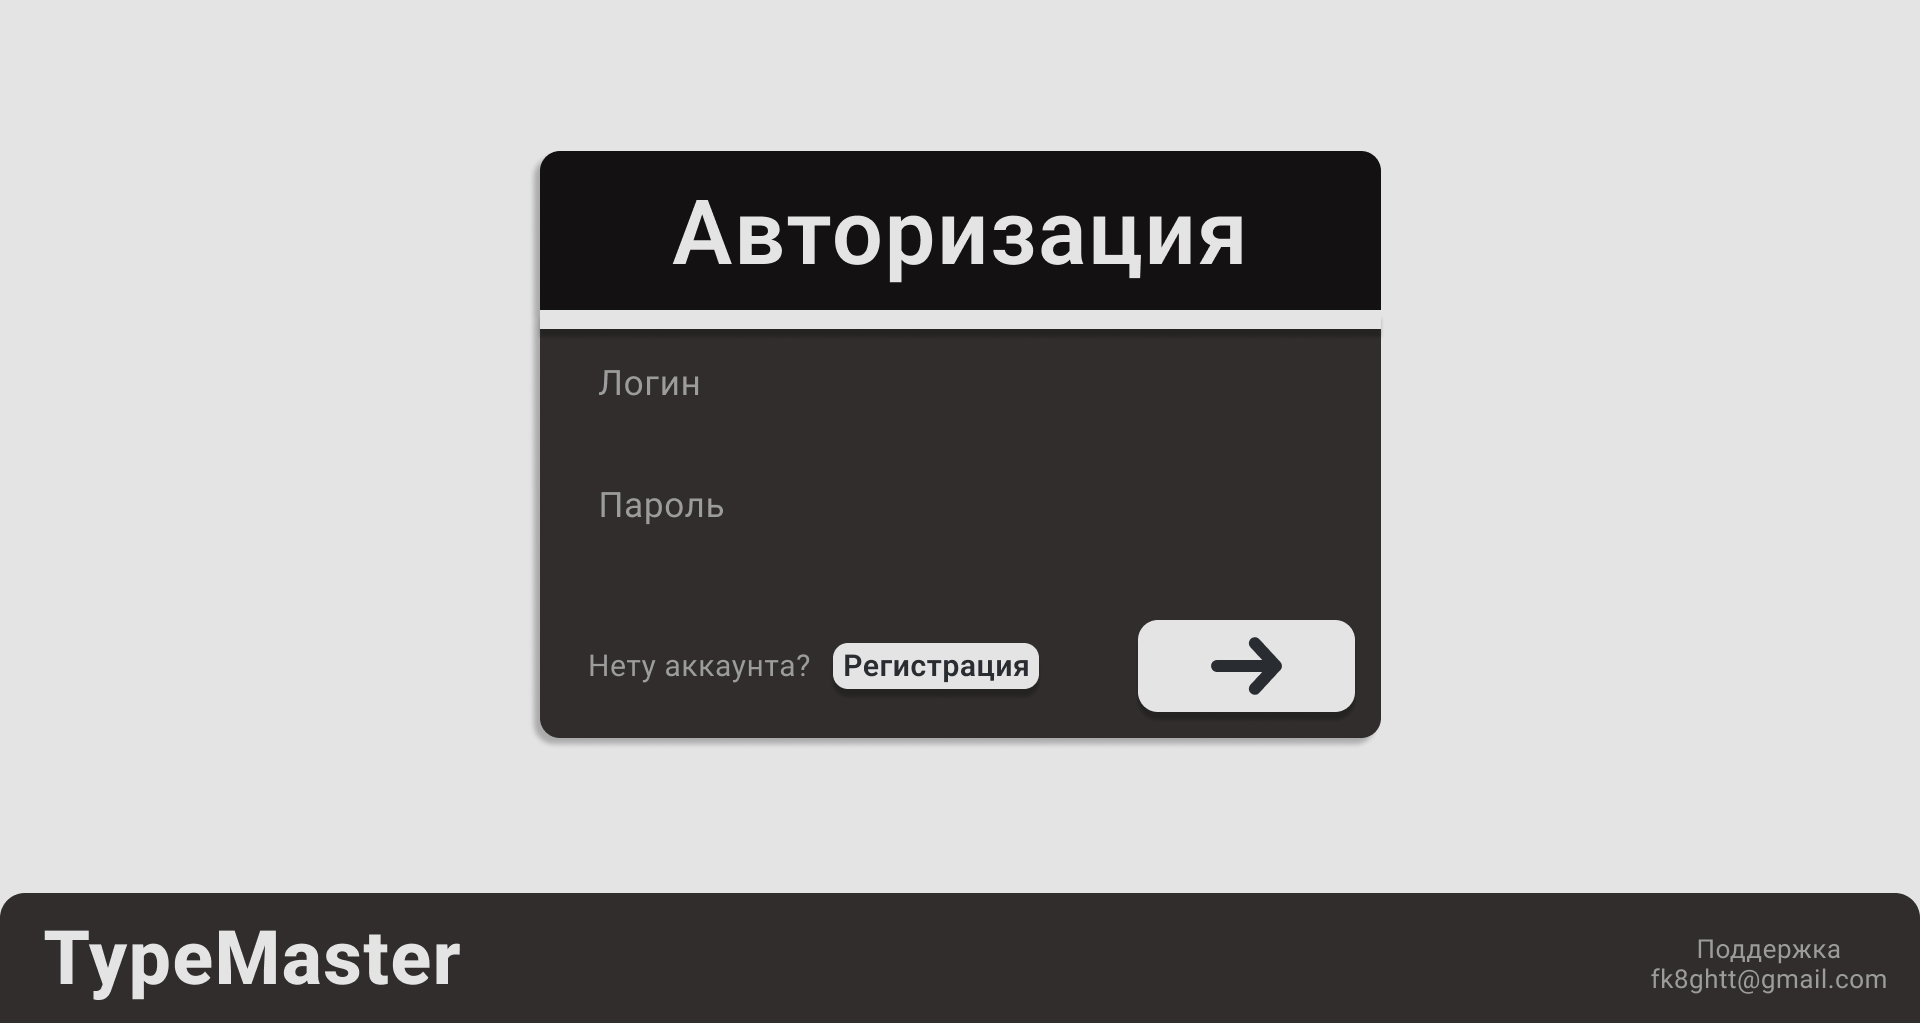 Авторизация
Логин
Пароль
Нету аккаунта? Регистрация
TypeMaster
Поддержка
fk8ghtt@gmail.com